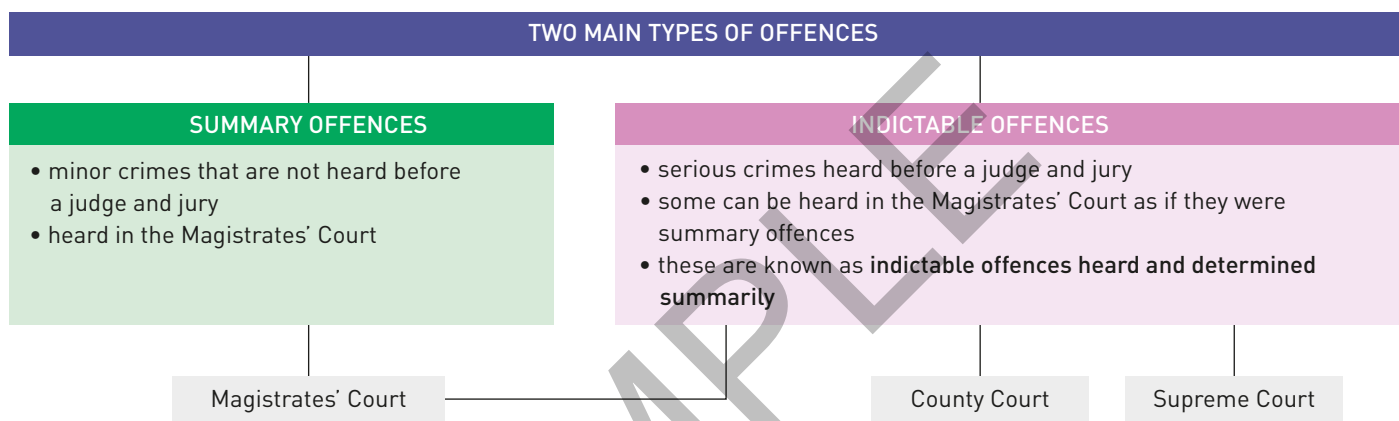 TWO MAIN TYPES OF OFFENCES
SUMMARY OFFENCES
• minor crimes that are not heard before
a judge and jury
• heard in the Magistrates’ Court
INDICTABLE OFFENCES
• serious crimes heard before a judge and jury
• some can be heard in the Magistrates’ Court as if they were
summary offences
• these are known as indictable offences heard and determined
summarily
Magistrates’ Court
County Court
Supreme Court
MPLE